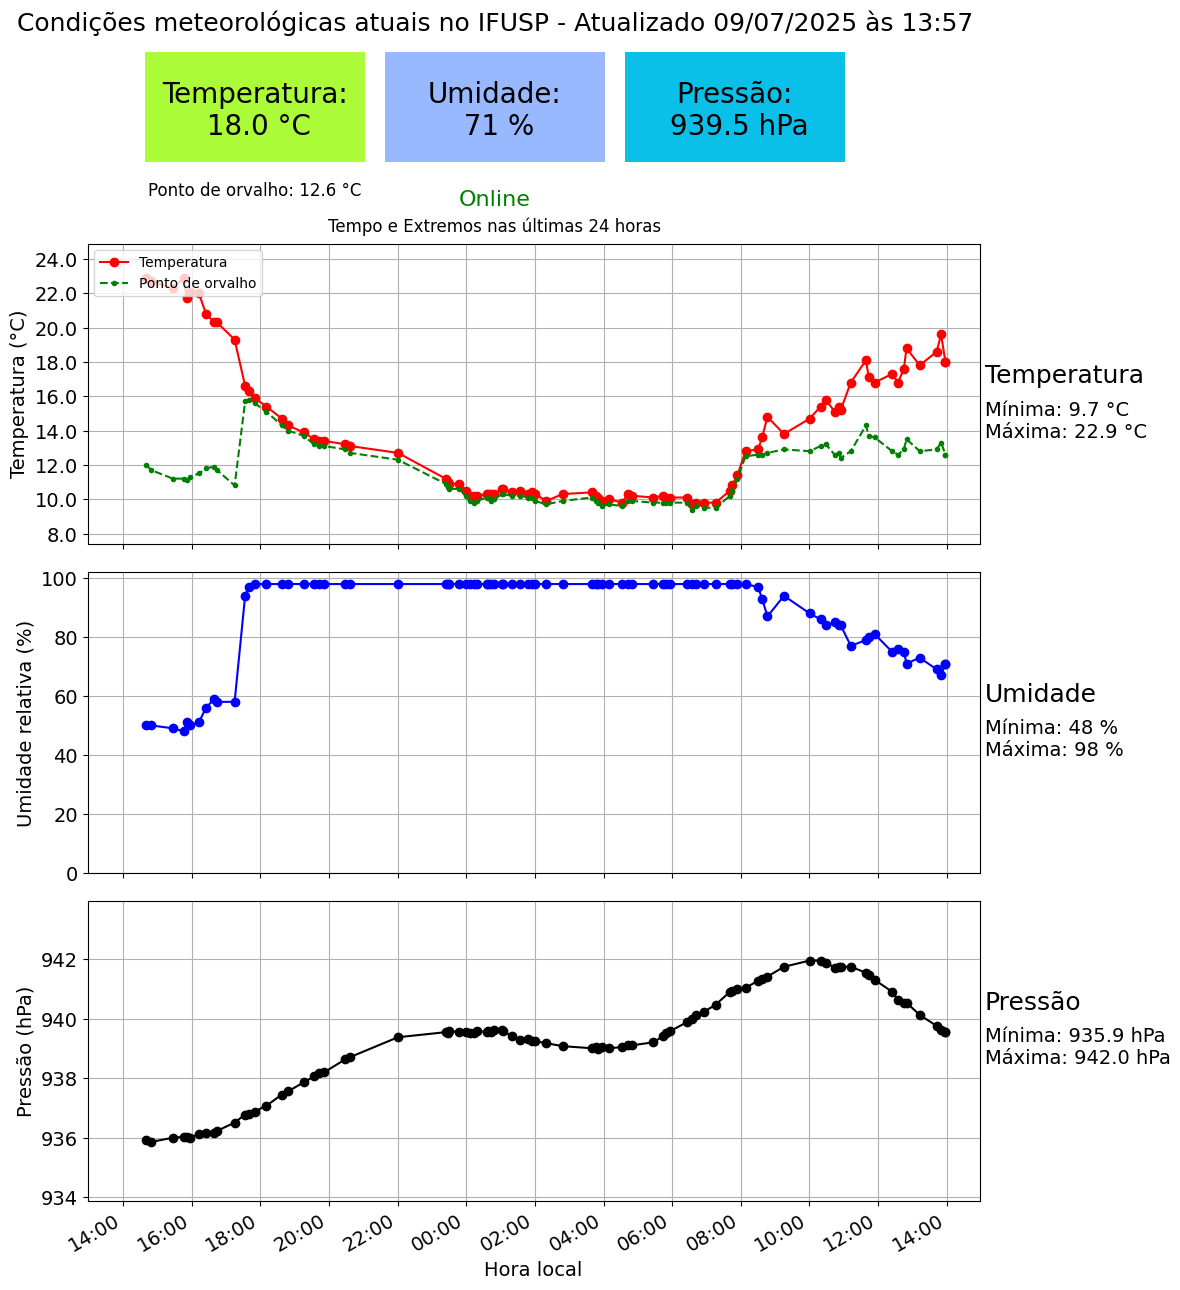 Condições meteorológicas atuais no IFUSP - Atualizado 09/07/2025 às 13:57
Temperatura:
18.0 °C
Umidade:
71 %
Pressão:
939.5 hPa
Ponto de orvalho: 12.6 °C
Online
Tempo e Extremos nas últimas 24 horas
Temperatura
Ponto de orvalho
Temperatura (°C)
24.0
22.0
20.0
18.0
16.0
14.0
12.0
10.0
8.0
Temperatura
Mínima: 9.7 °C
Máxima: 22.9 °C
Umidade relativa (%)
100
80
60
40
20
0
Umidade
Mínima: 48 %
Máxima: 98 %
Pressão (hPa)
942
940
938
936
934
Pressão
Mínima: 935.9 hPa
Máxima: 942.0 hPa
14:00
16:00
18:00
20:00
22:00
00:00
02:00
04:00
06:00
08:00
10:00
12:00
14:00
Hora local